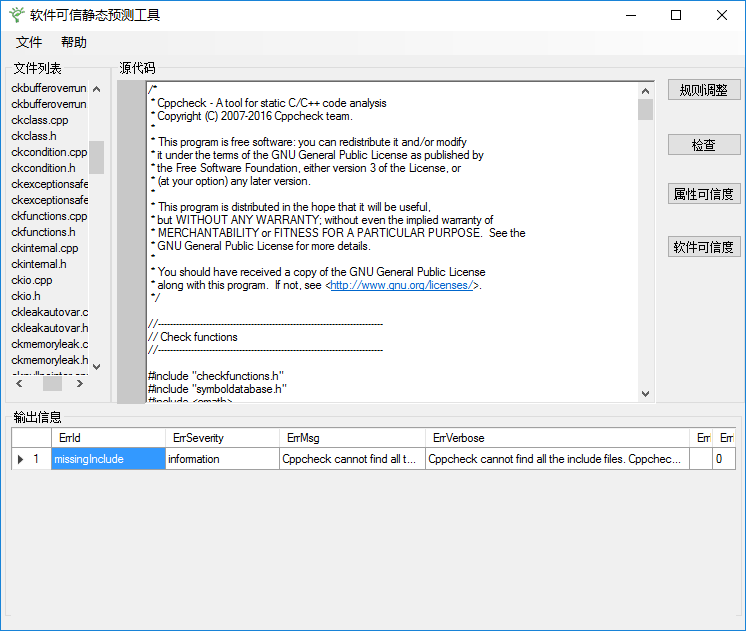 软件可信静态预测工具
文件 帮助
文件列表
ckbufferoverrun
ckbufferoverrun
ckclass.cpp
ckclass.h
ckcondition.cpp
ckcondition.h
ckexceptionsafe
ckexceptionsafe
ckfunctions.cpp
ckfunctions.h
ckinternal.cpp
ckinternal.h
ckio.cpp
ckio.h
ckleakautovar.c
ckleakautovar.h
ckmemoryleak.c
ckmemoryleak.h
源代码
/*
* Cppcheck - A tool for static C/C++ code analysis
* Copyright (C) 2007-2016 Cppcheck team.
*
* This program is free software: you can redistribute it and/or modify
* it under the terms of the GNU General Public License as published by
* the Free Software Foundation, either version 3 of the License, or
* (at your option) any later version.
*
* This program is distributed in the hope that it will be useful,
* but WITHOUT ANY WARRANTY; without even the implied warranty of
* MERCHANTABILITY or FITNESS FOR A PARTICULAR PURPOSE.  See the
* GNU General Public License for more details.
*
* You should have received a copy of the GNU General Public License
* along with this program.  If not, see <http://www.gnu.org/licenses/>.
*/
//---------------------------------------------------------------------------
// Check functions
//---------------------------------------------------------------------------
#include "checkfunctions.h"
#include "symboldatabase.h"
#include <cmath>
规则调整
检查
属性可信度
软件可信度
输出信息
ErrId ErrSeverity ErrMsg ErrVerbose Err Err
1 missingInclude information Cppcheck cannot find all t... Cppcheck cannot find all the include files. Cppchec... 0